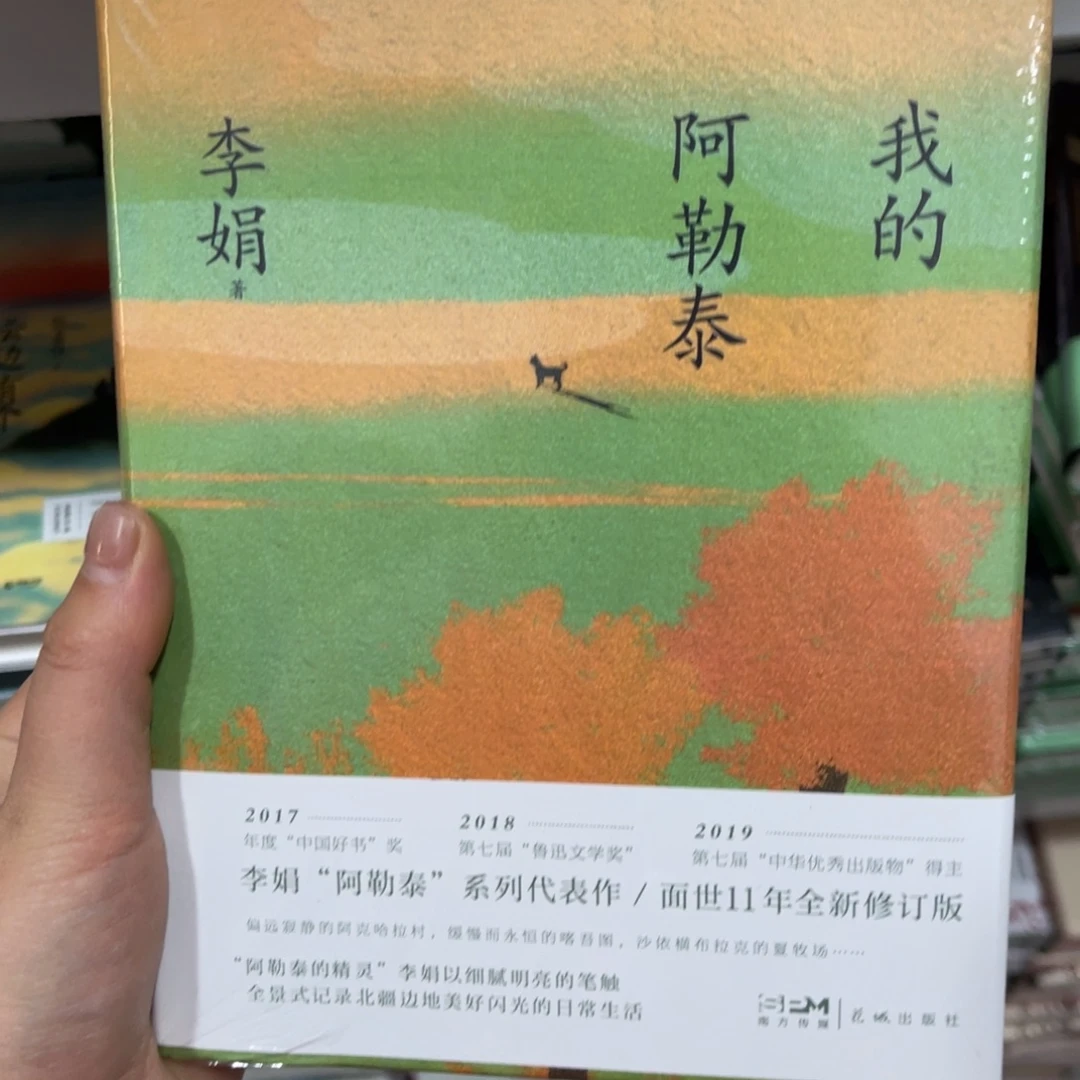 我的
阿勒泰
李娟
著
2017
年度“中国好书”奖
2018
第七届“鲁迅文学奖”
2019
第七届“中华优秀出版物”得主
李娟“阿勒泰”系列代表作 / 面世11年全新修订版
偏远寂静的阿克哈拉村，缓慢而永恒的喀吾图，沙依横布拉克的夏牧场……
“阿勒泰的精灵”李娟以细腻明亮的笔触
全景式记录北疆边地美好闪光的日常生活
南方传媒
花城出版社